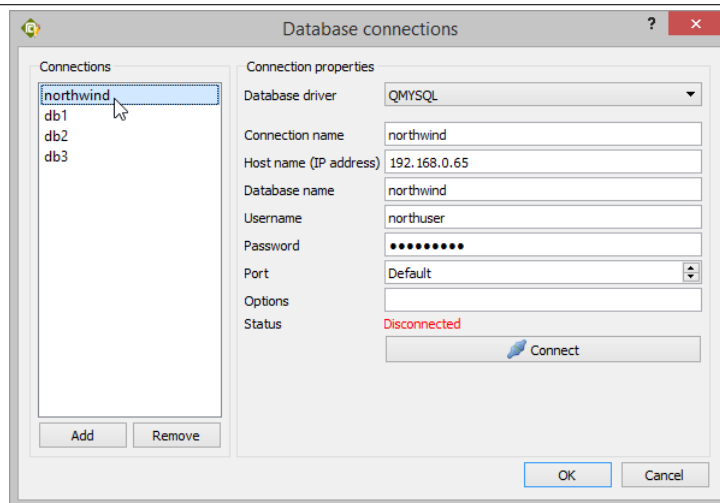 Database connections
?
×
Connections
northwind
db1
db2
db3
Add
Remove
Connection properties
Database driver QMYSQL
Connection name northwind
Host name (IP address) 192.168.0.65
Database name northwind
Username northuser
Password •••••••••
Port Default
Options
Status Disconnected
Connect
OK
Cancel